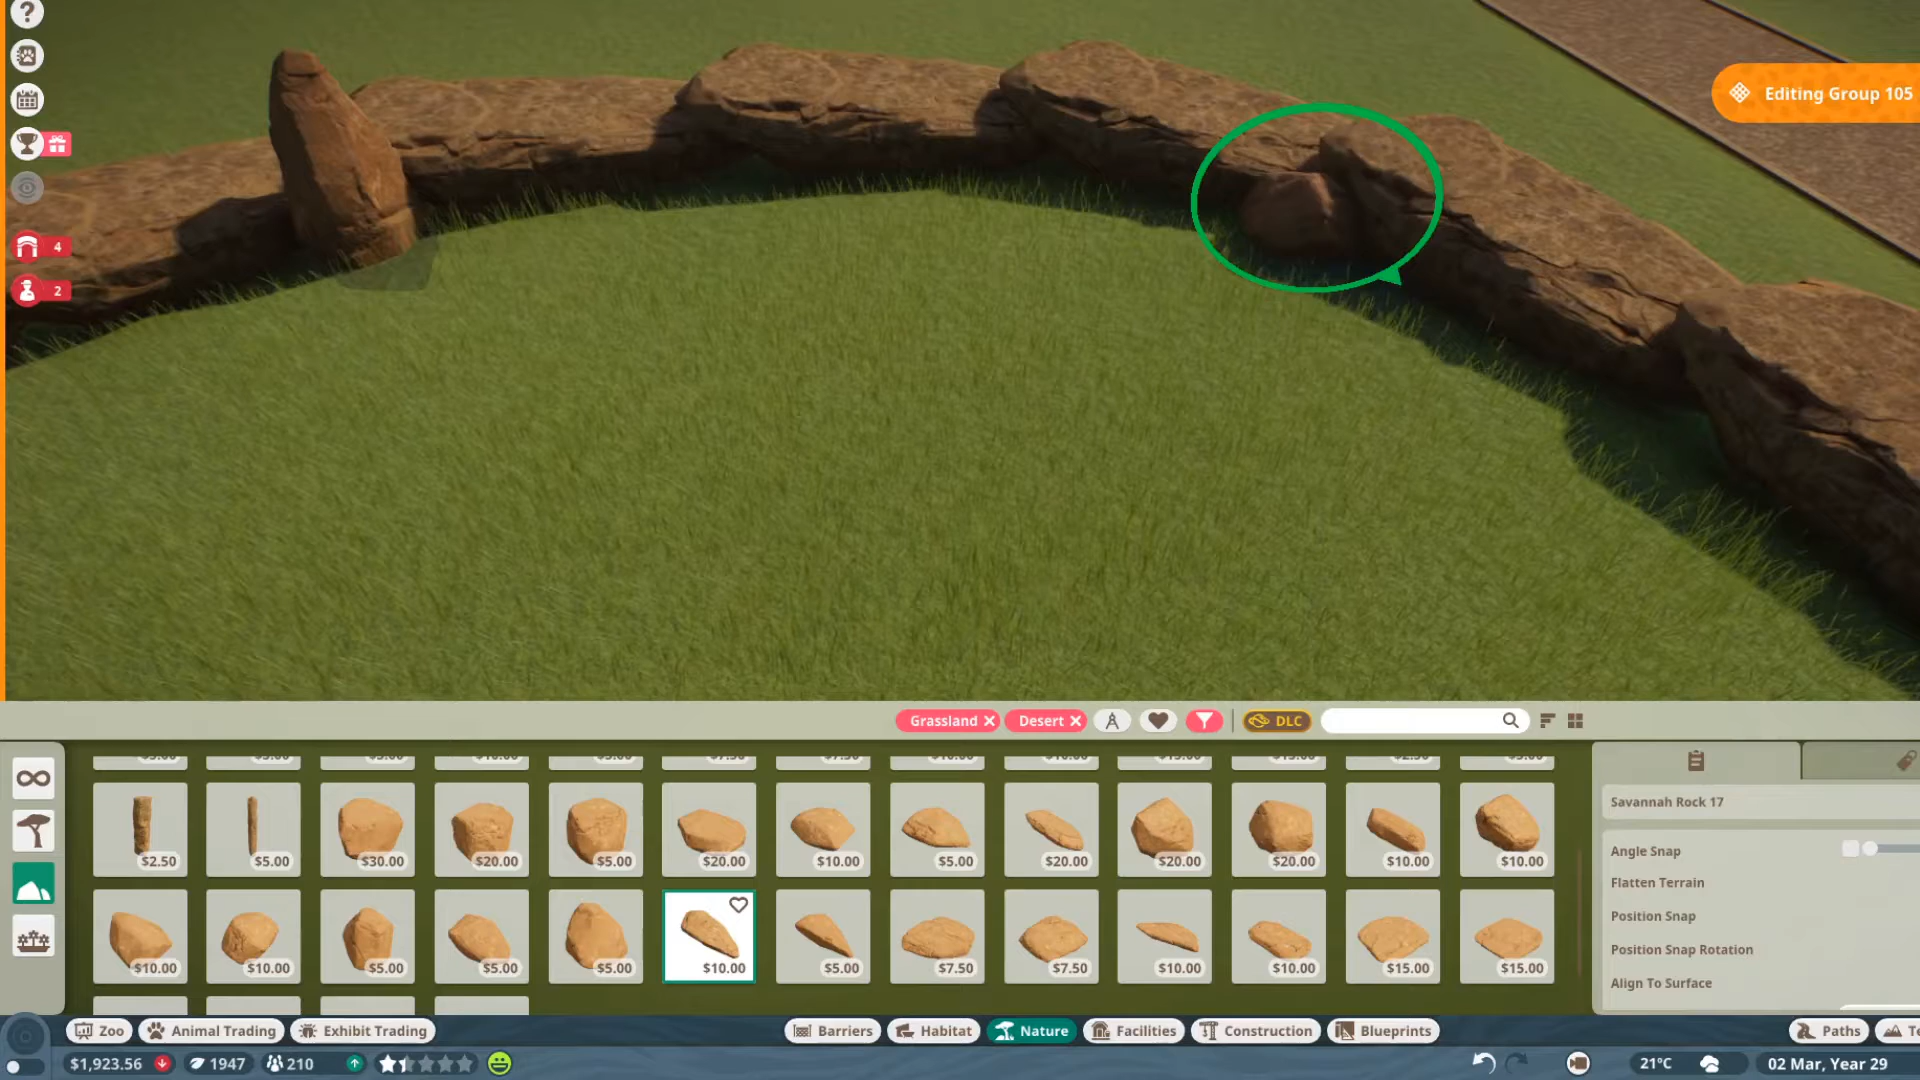 ?
Editing Group 105
4
2
Grassland ✕ Desert ✕ DLC
$2.50 $5.00 $30.00 $20.00 $5.00 $20.00 $10.00 $5.00 $20.00 $20.00 $20.00 $10.00 $10.00
$10.00 $10.00 $5.00 $5.00 $5.00 $10.00 $5.00 $7.50 $7.50 $10.00 $10.00 $15.00 $15.00
Savannah Rock 17
Angle Snap
Flatten Terrain
Position Snap
Position Snap Rotation
Align To Surface
Zoo Animal Trading Exhibit Trading Barriers Habitat Nature Facilities Construction Blueprints Paths
$1,923.56 1947 210 21°C 02 Mar, Year 29